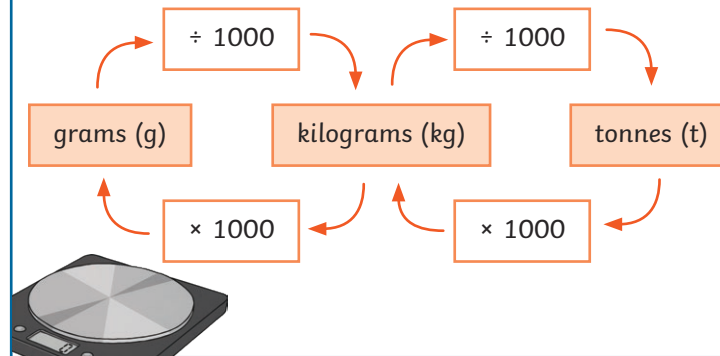 ÷ 1000
÷ 1000
grams (g)
kilograms (kg)
tonnes (t)
× 1000
× 1000